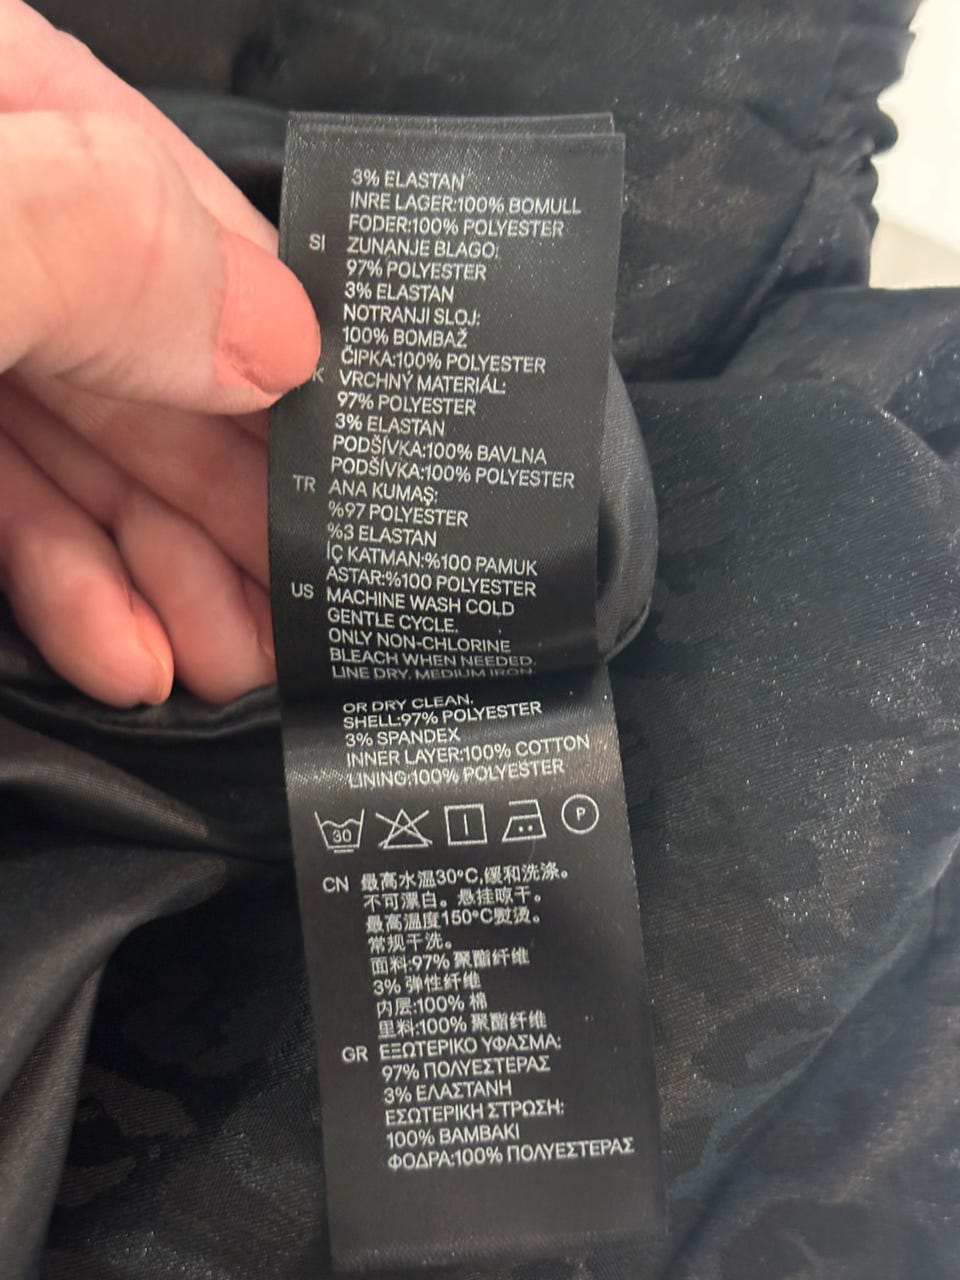 3% ELASTAN
INRE LAGER:100% BOMULL
FODER:100% POLYESTER
SI ZUNANJE BLAGO:
97% POLYESTER
3% ELASTAN
NOTRANJI SLOJ:
100% BOMBAŽ
ČIPKA:100% POLYESTER
K VRCHNÝ MATERIÁL:
97% POLYESTER
3% ELASTAN
PODŠÍVKA:100% BAVLNA
PODŠÍVKA:100% POLYESTER
TR ANA KUMAŞ:
%97 POLYESTER
%3 ELASTAN
İÇ KATMAN:%100 PAMUK
ASTAR:%100 POLYESTER
US MACHINE WASH COLD
GENTLE CYCLE.
ONLY NON-CHLORINE
BLEACH WHEN NEEDED.
LINE DRY. MEDIUM IRON.
OR DRY CLEAN.
SHELL:97% POLYESTER
3% SPANDEX
INNER LAYER:100% COTTON
LINING:100% POLYESTER
30 P
CN 最高水温30°C,缓和洗涤。
不可漂白。悬挂晾干。
最高温度150°C熨烫。
常规干洗。
面料:97% 聚酯纤维
3% 弹性纤维
内层:100% 棉
里料:100% 聚酯纤维
GR ΕΞΩΤΕΡΙΚΟ ΥΦΑΣΜΑ:
97% ΠΟΛΥΕΣΤΕΡΑΣ
3% ΕΛΑΣΤΑΝΗ
ΕΣΩΤΕΡΙΚΗ ΣΤΡΩΣΗ:
100% ΒΑΜΒΑΚΙ
ΦΟΔΡΑ:100% ΠΟΛΥΕΣΤΕΡΑΣ